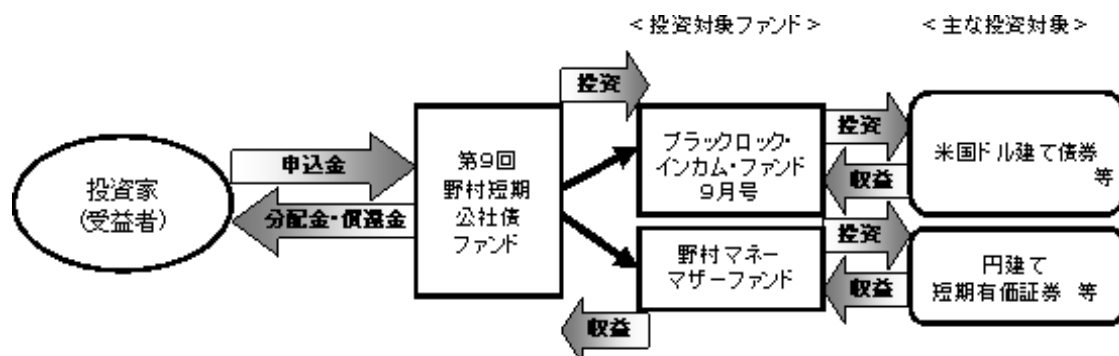 ＜投資対象ファンド＞
＜主な投資対象＞
投資
申込金
分配金・償還金
投資家
(受益者)
第9回
野村短期
公社債
ファンド
ブラックロック・
インカム・ファンド
9月号
投資
収益
米国ドル建て債券
等
野村マネー
マザーファンド
投資
収益
円建て
短期有価証券 等
収益